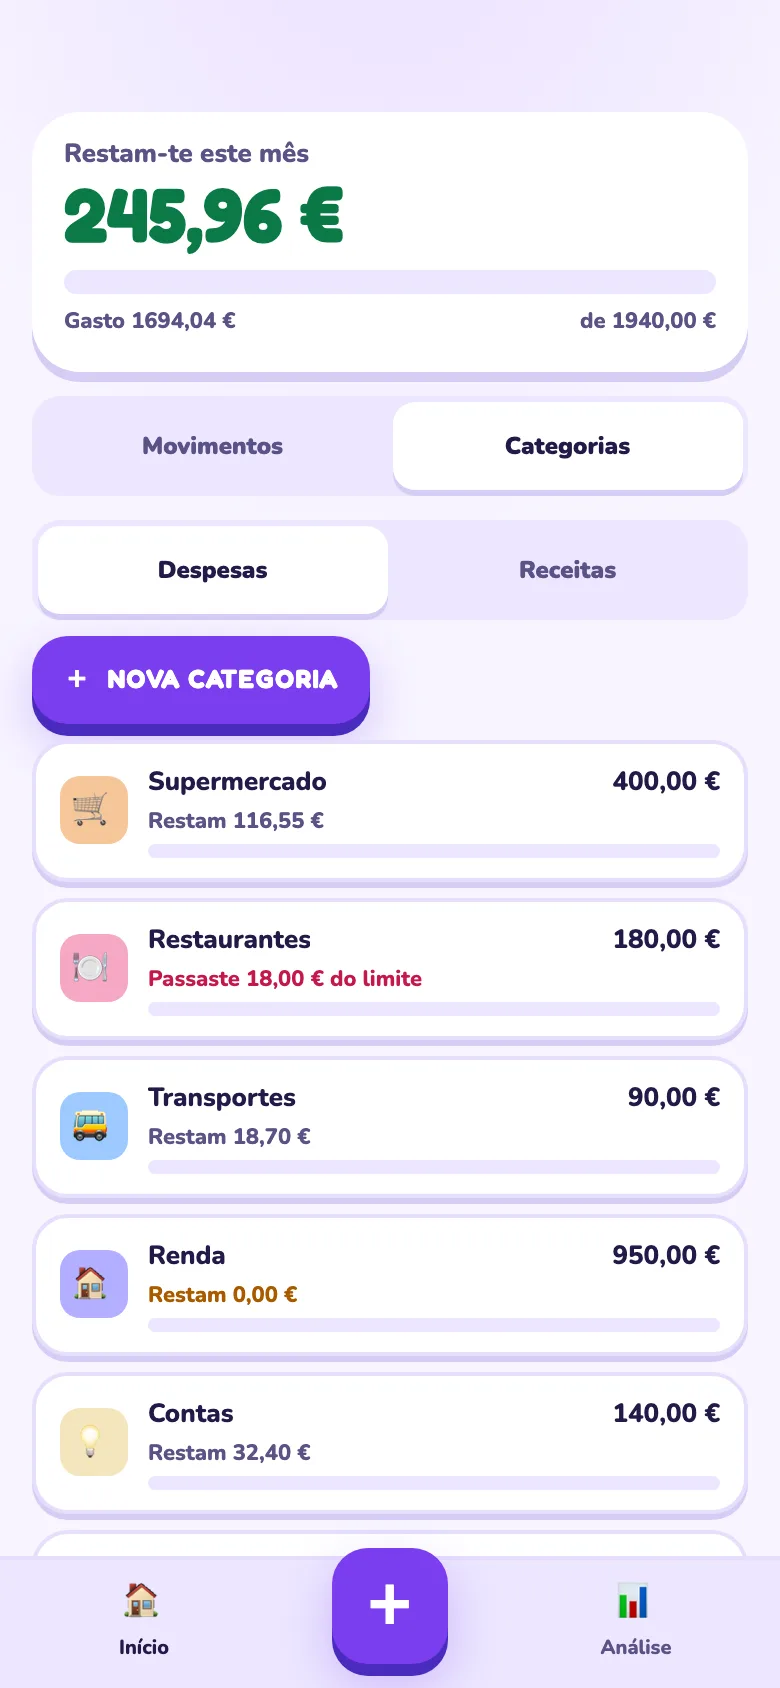 Restam-te este mês
245,96 €
Gasto 1694,04 €
de 1940,00 €
Movimentos
Categorias
Despesas
Receitas
+ NOVA CATEGORIA
Supermercado
400,00 €
Restam 116,55 €
Restaurantes
180,00 €
Passaste 18,00 € do limite
Transportes
90,00 €
Restam 18,70 €
Renda
950,00 €
Restam 0,00 €
Contas
140,00 €
Restam 32,40 €
+
Início
Análise